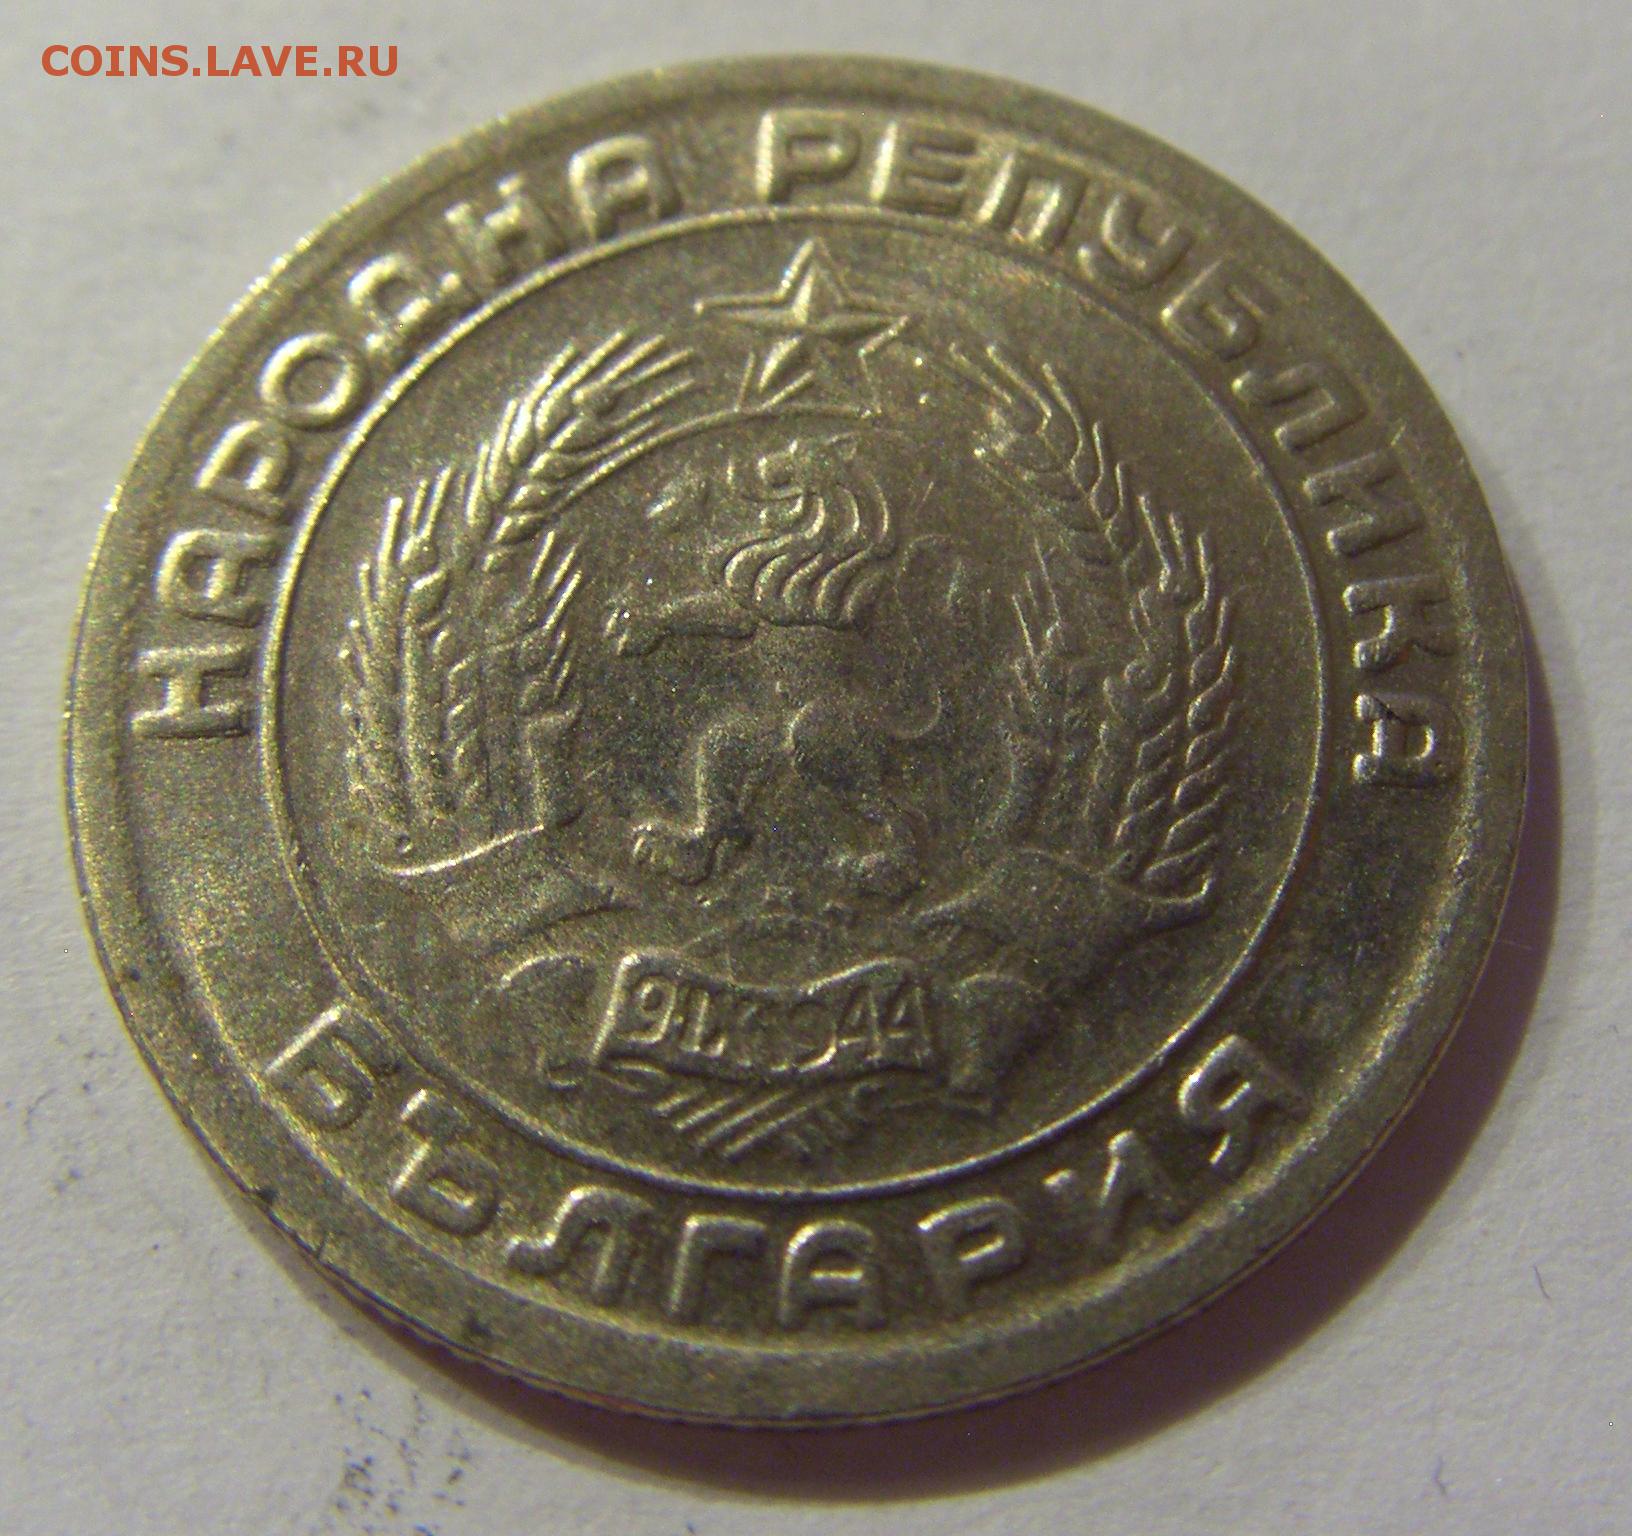 COINS.LAVE.RU
НАРОДНА РЕПУБЛИКА
9·IX·1944
БЪЛГАРИЯ